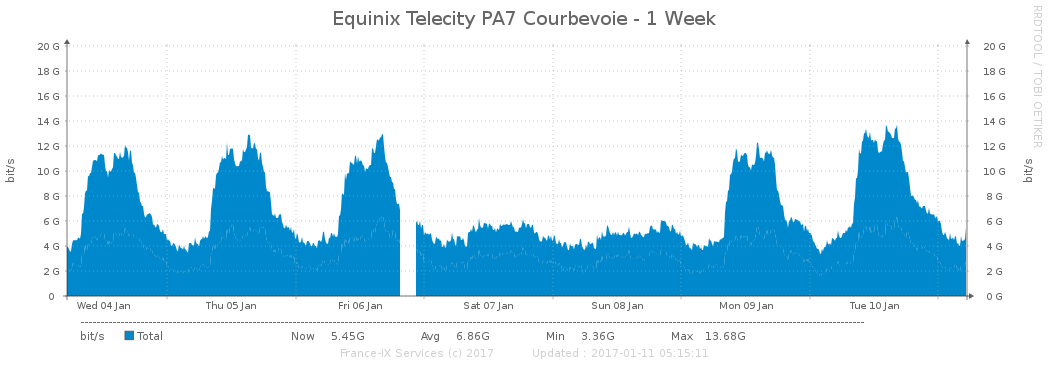 Equinix Telecity PA7 Courbevoie - 1 Week
RRDTOOL / TOBI OETIKER
bit/s
20 G
18 G
16 G
14 G
12 G
10 G
8 G
6 G
4 G
2 G
0
20 G
18 G
16 G
14 G
12 G
10 G
8 G
6 G
4 G
2 G
0 G
bit/s
Wed 04 Jan Thu 05 Jan Fri 06 Jan Sat 07 Jan Sun 08 Jan Mon 09 Jan Tue 10 Jan
bit/s Total Now 5.45G Avg 6.86G Min 3.36G Max 13.68G
France-IX Services (c) 2017 Updated : 2017-01-11 05:15:11